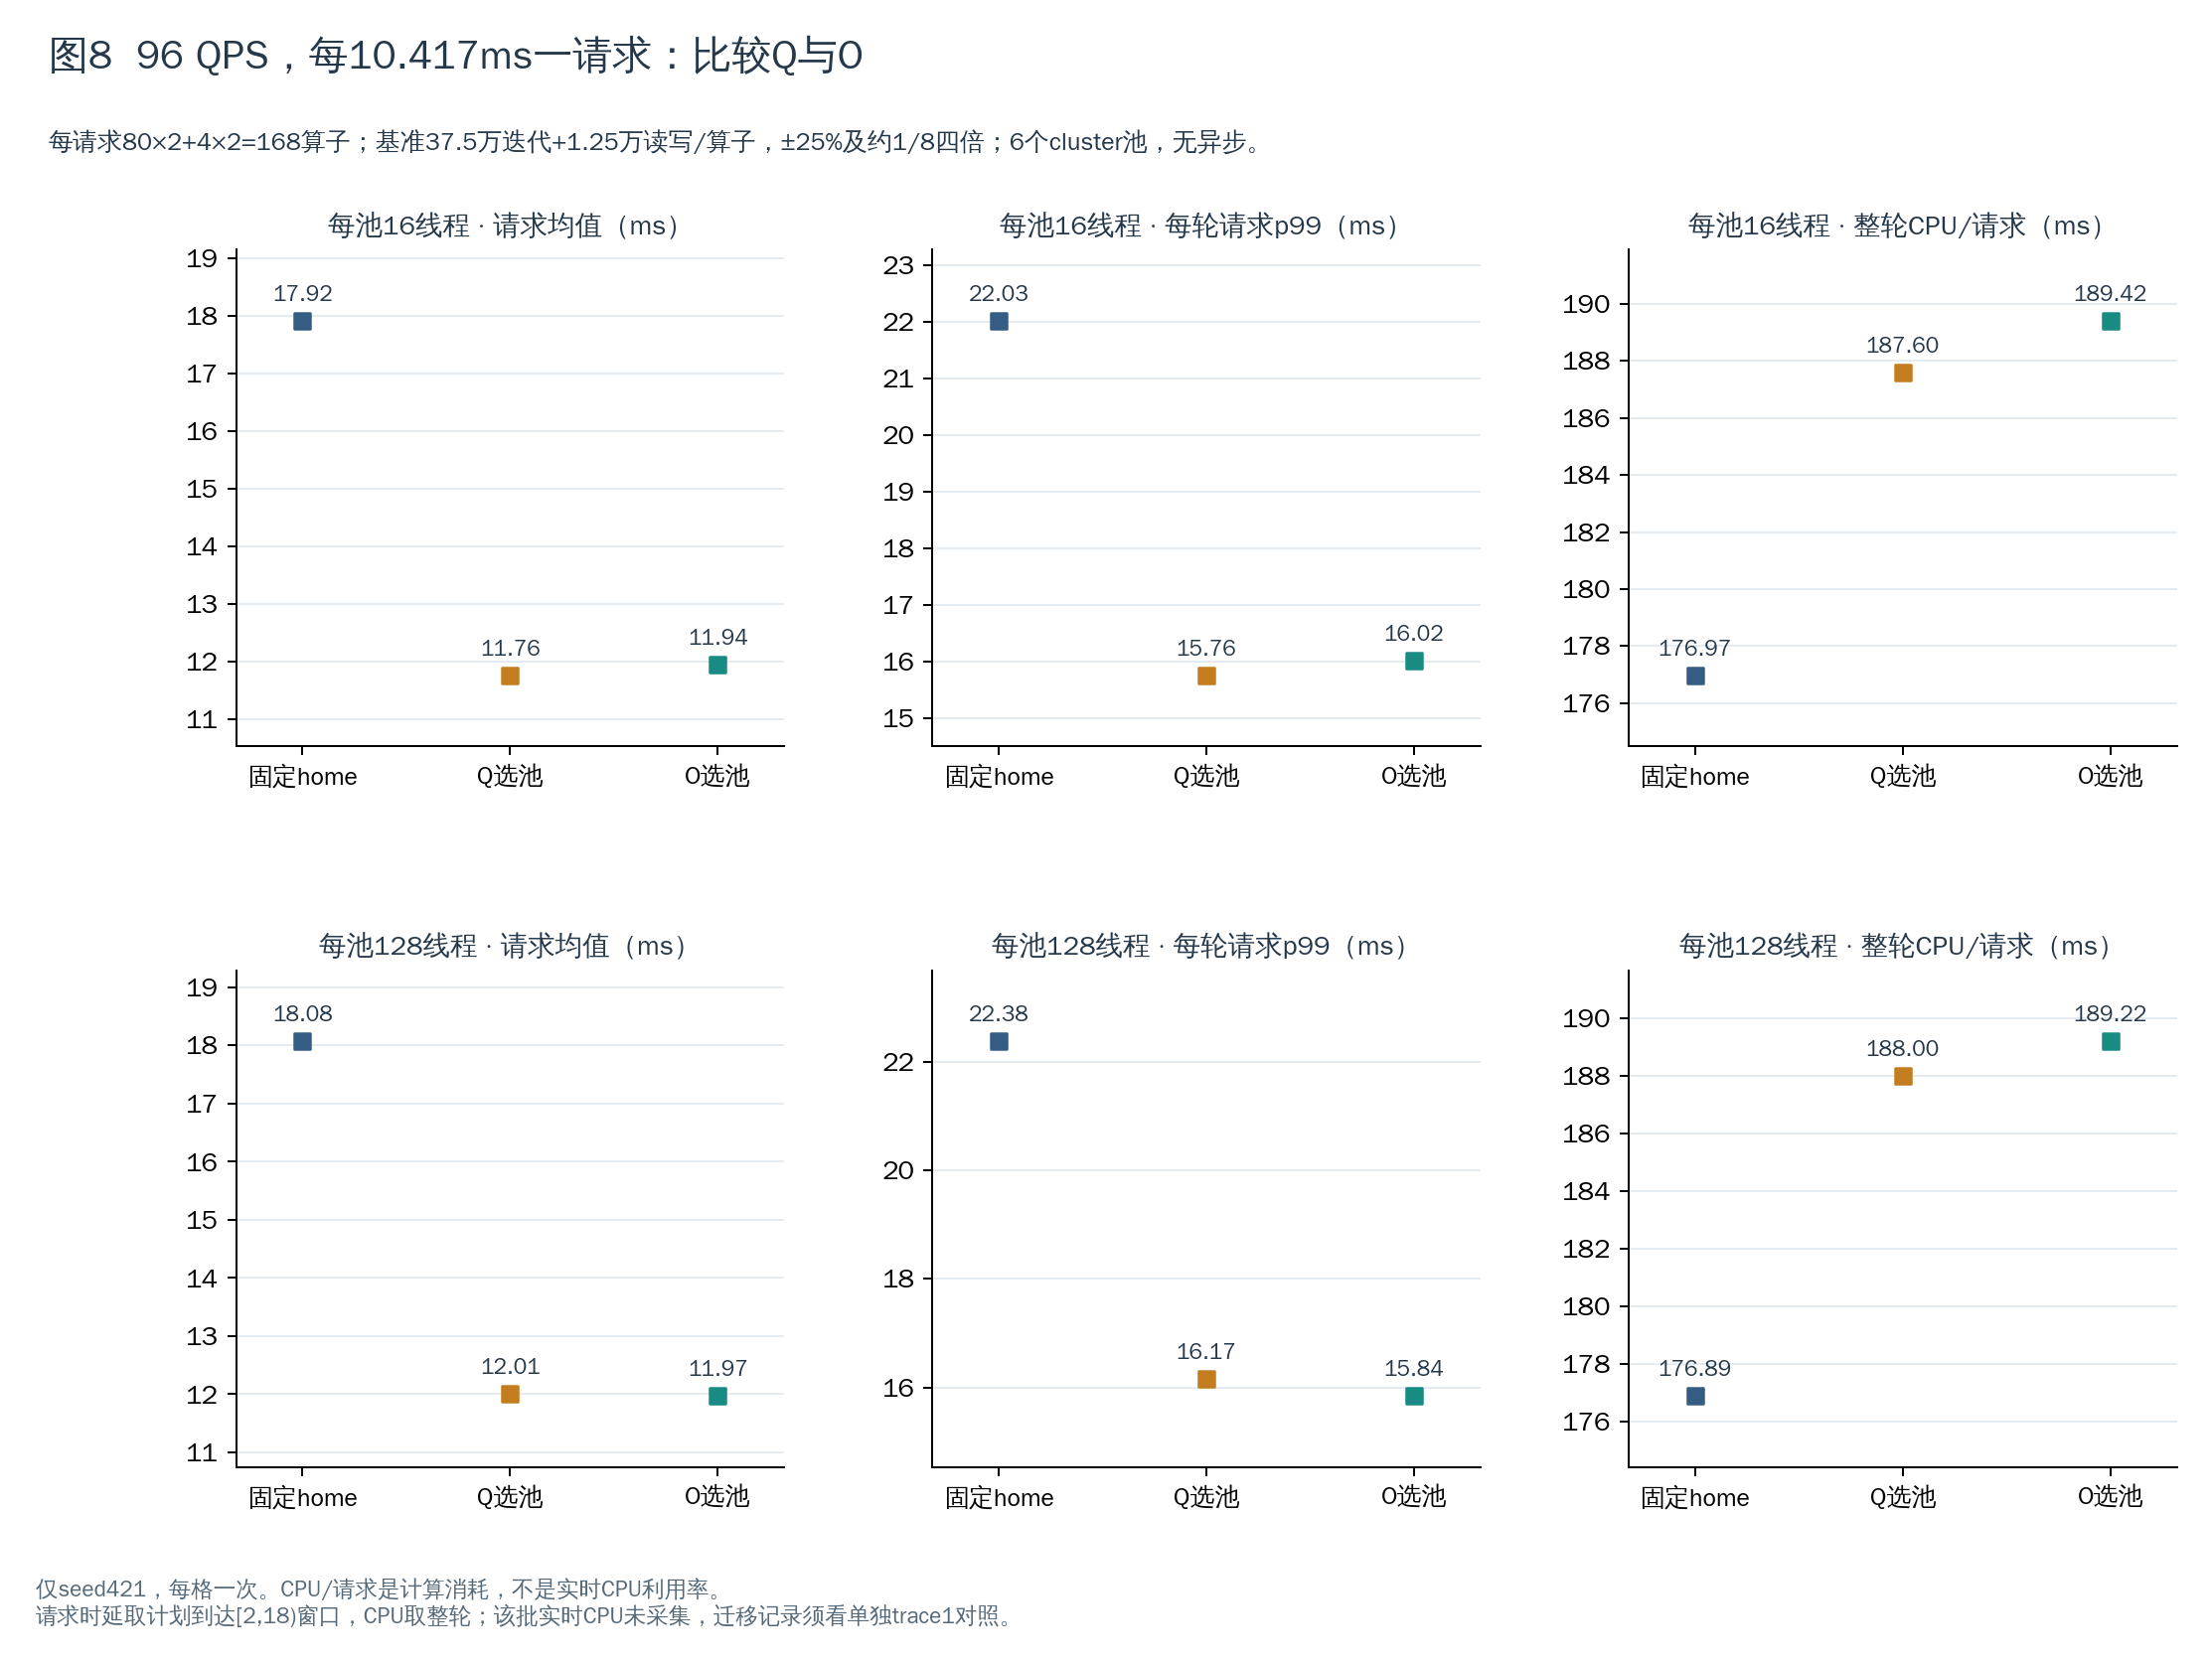 图8  96 QPS，每10.417ms一请求：比较Q与O
每请求80×2+4×2=168算子；基准37.5万迭代+1.25万读写/算子，±25%及约1/8四倍；6个cluster池，无异步。
每池16线程 · 请求均值（ms）
19
18
17
16
15
14
13
12
11
17.92
11.76
11.94
固定home
Q选池
O选池
每池16线程 · 每轮请求p99（ms）
23
22
21
20
19
18
17
16
15
22.03
15.76
16.02
固定home
Q选池
O选池
每池16线程 · 整轮CPU/请求（ms）
190
188
186
184
182
180
178
176
176.97
187.60
189.42
固定home
Q选池
O选池
每池128线程 · 请求均值（ms）
19
18
17
16
15
14
13
12
11
18.08
12.01
11.97
固定home
Q选池
O选池
每池128线程 · 每轮请求p99（ms）
22
20
18
16
22.38
16.17
15.84
固定home
Q选池
O选池
每池128线程 · 整轮CPU/请求（ms）
190
188
186
184
182
180
178
176
176.89
188.00
189.22
固定home
Q选池
O选池
仅seed421，每格一次。CPU/请求是计算消耗，不是实时CPU利用率。
请求时延取计划到达[2,18)窗口，CPU取整轮；该批实时CPU未采集，迁移记录须看单独trace1对照。